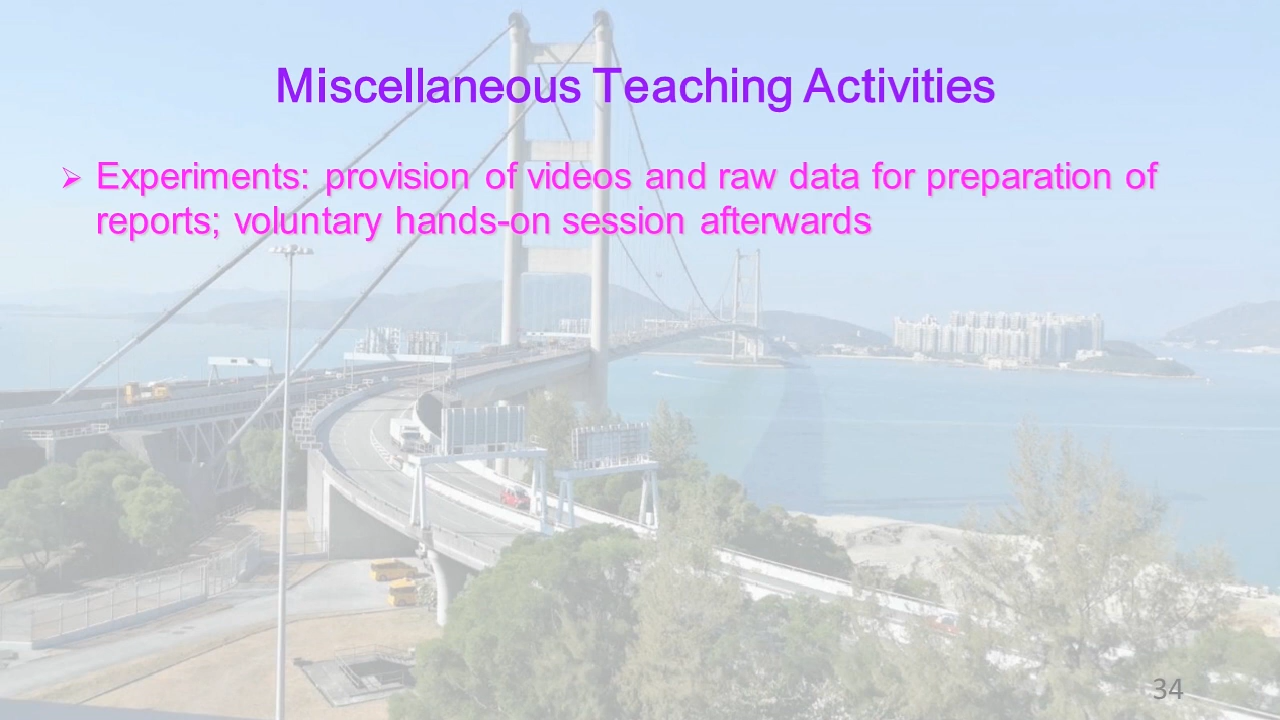 Miscellaneous Teaching Activities
Experiments: provision of videos and raw data for preparation of
reports; voluntary hands-on session afterwards
34